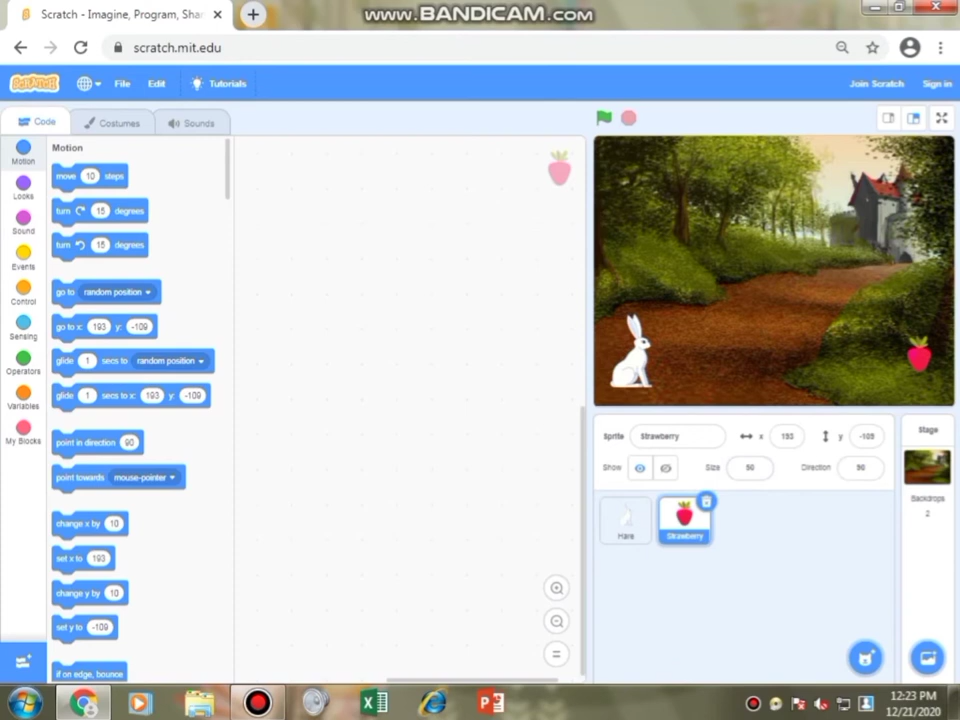 Scratch - Imagine, Program, Shar
www.BANDICAM.com
scratch.mit.edu
SCRATCH
File
Edit
Tutorials
Join Scratch
Sign in
Code
Costumes
Sounds
Motion
Looks
Sound
Events
Control
Sensing
Operators
Variables
My Blocks
Motion
move 10 steps
turn 15 degrees
turn 15 degrees
go to random position
go to x: 193 y: -109
glide 1 secs to random position
glide 1 secs to x: 193 y: -109
point in direction 90
point towards mouse-pointer
change x by 10
set x to 193
change y by 10
set y to -109
if on edge, bounce
Sprite Strawberry x 193 y -109
Show Size 50 Direction 90
Hare
Strawberry
Stage
Backdrops
2
12:23 PM
12/21/2020